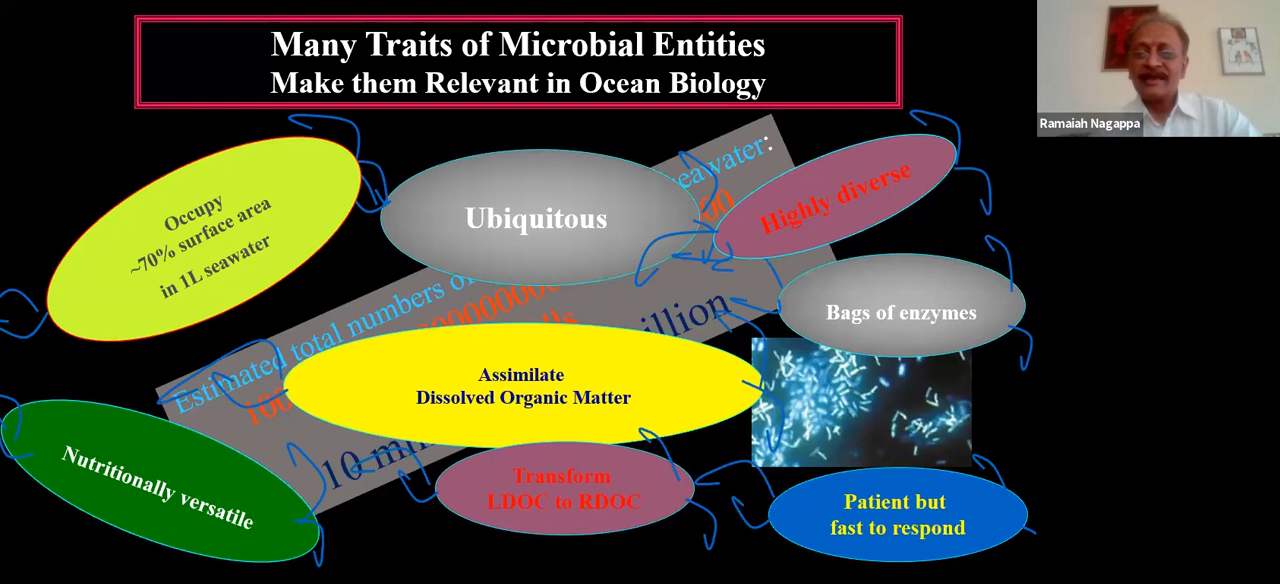 Many Traits of Microbial Entities
Make them Relevant in Ocean Biology
Ramaiah Nagappa
Occupy
~70% surface area
in 1L seawater
Ubiquitous
Highly diverse
Estimated total numbers of
:
Bags of enzymes
Assimilate
Dissolved Organic Matter
10
Nutritionally versatile
Transform
LDOC to RDOC
Patient but
fast to respond